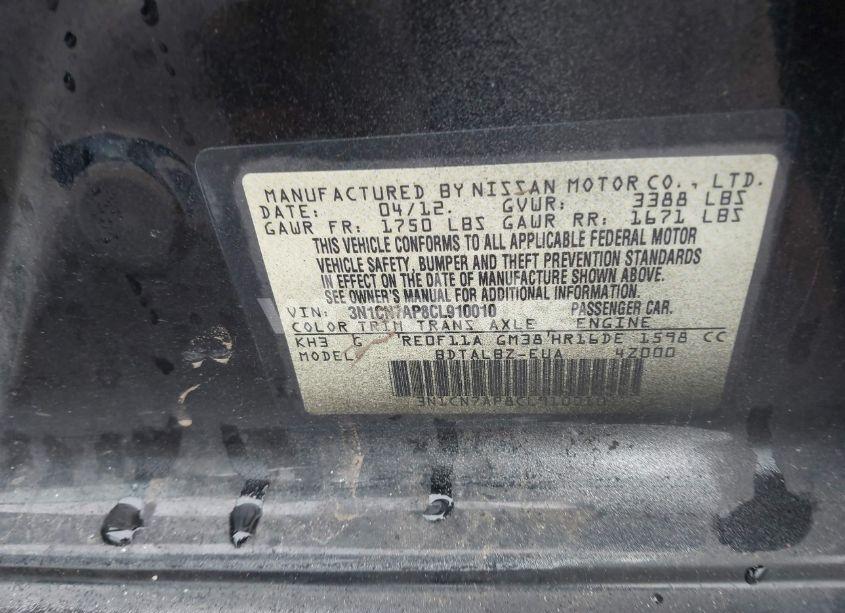 MANUFACTURED BY NISSAN MOTOR CO., LTD.
DATE: 04/12. GVWR: 3388 LBS
GAWR FR: 1750 LBS GAWR RR: 1671 LBS
THIS VEHICLE CONFORMS TO ALL APPLICABLE FEDERAL MOTOR
VEHICLE SAFETY, BUMPER AND THEFT PREVENTION STANDARDS
IN EFFECT ON THE DATE OF MANUFACTURE SHOWN ABOVE.
SEE OWNER'S MANUAL FOR ADDITIONAL INFORMATION.
VIN: 3N1CN7AP8CL910010 PASSENGER CAR.
COLOR TRIM TRANS AXLE ENGINE
KH3 G RE0F11A GM38 HR16DE 1598 CC
MODEL BDTALBZ-EUA 4Z000
3N1CN7AP8CL910010